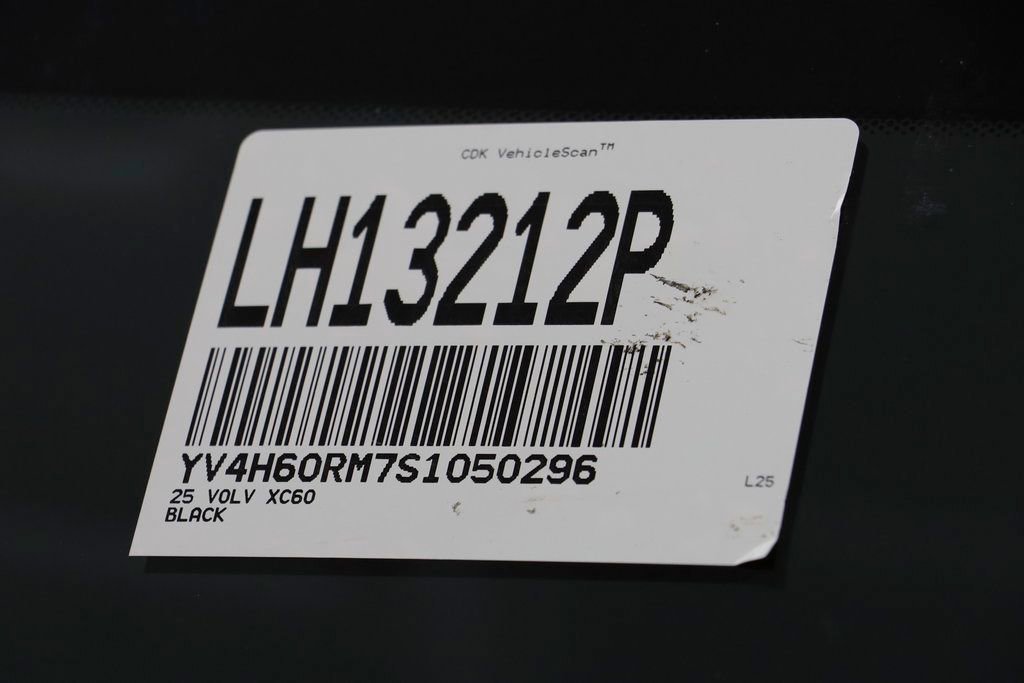 CDK VehicleScan™
LH13212P
YV4H60RM7S1050296
25 VOLV XC60
BLACK
L25